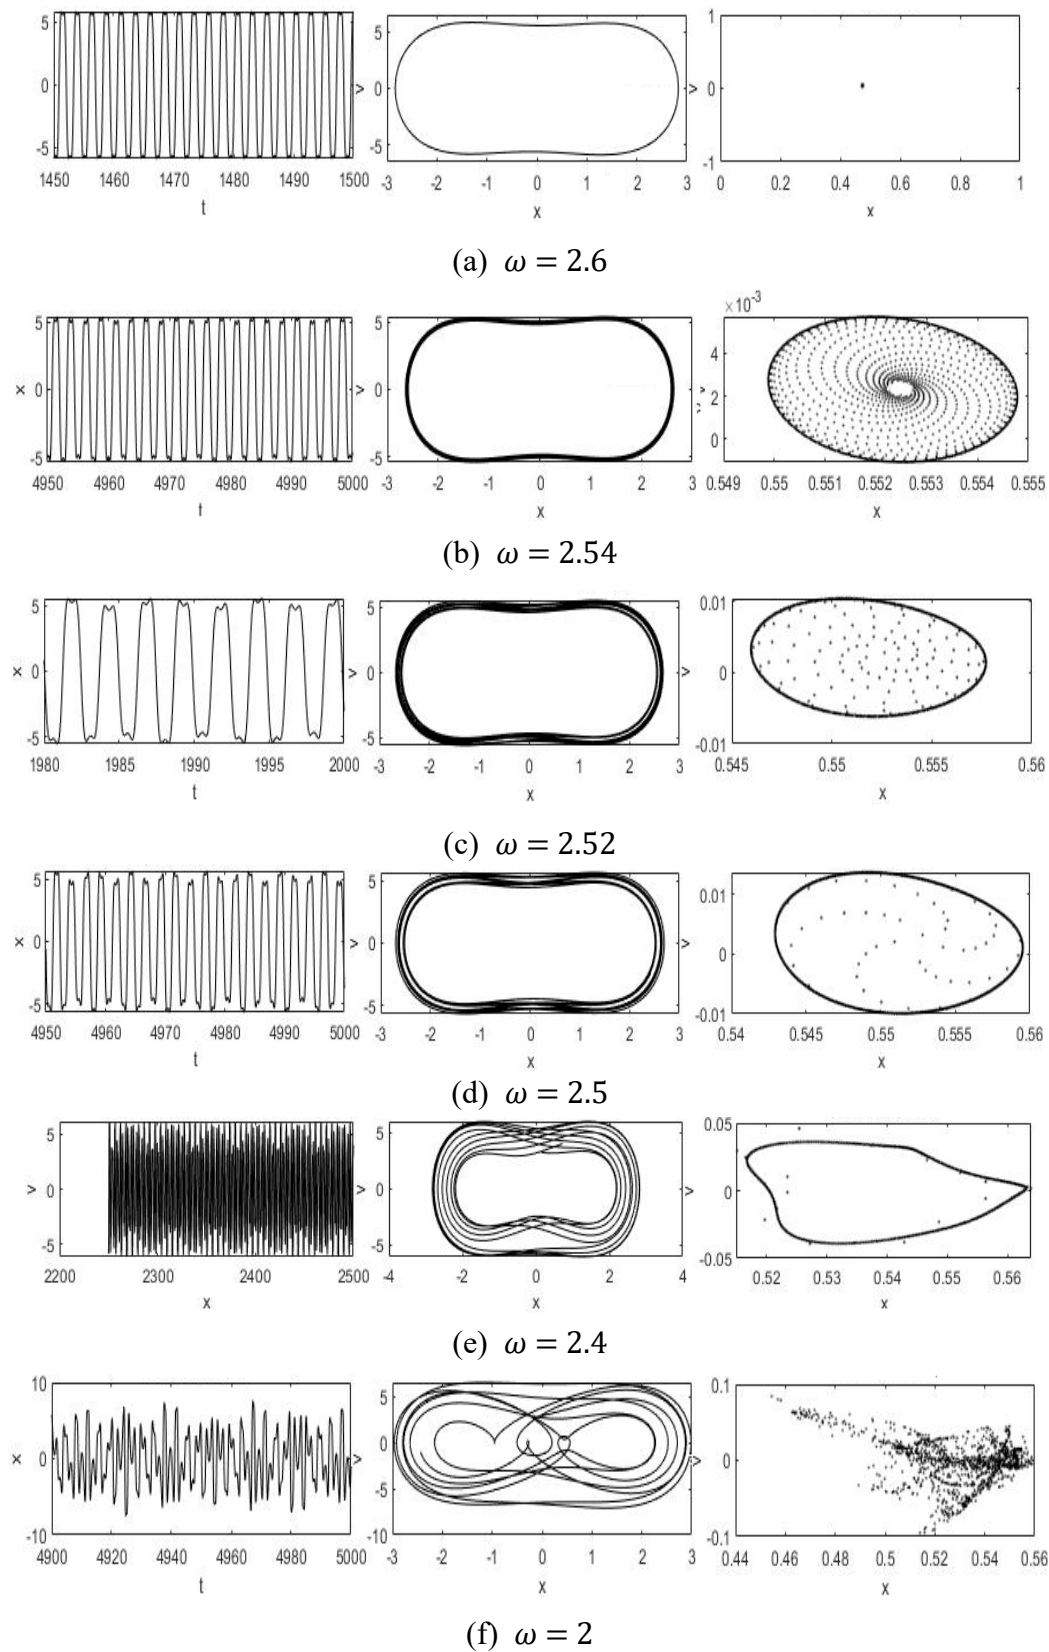 5 0 -5
1450 1460 1470 1480 1490 1500
t
5 0 -5
v
-3 -2 -1 0 1 2 3
x
1 0 -1
v
0 0.2 0.4 0.6 0.8 1
x
(a) ω = 2.6
5 0 -5
x
4950 4960 4970 4980 4990 5000
t
5 0 -5
v
-3 -2 -1 0 1 2 3
x
×10⁻³
4 2 0
0.549 0.55 0.551 0.552 0.553 0.554 0.555
x
(b) ω = 2.54
5 0 -5
x
1980 1985 1990 1995 2000
t
5 0 -5
v
-3 -2 -1 0 1 2 3
x
0.01 0 -0.01
v
0.545 0.55 0.555 0.56
x
(c) ω = 2.52
5 0 -5
x
4950 4960 4970 4980 4990 5000
t
5 0 -5
v
-3 -2 -1 0 1 2 3
x
0.01 0 -0.01
v
0.54 0.545 0.55 0.555 0.56
x
(d) ω = 2.5
5 0 -5
v
2200 2300 2400 2500
x
5 0 -5
-4 -2 0 2 4
x
0.05 0 -0.05
v
0.52 0.53 0.54 0.55 0.56
x
(e) ω = 2.4
10 0 -10
x
4900 4920 4940 4960 4980 5000
t
5 0 -5 -10
v
-3 -2 -1 0 1 2 3
x
0.1 0 -0.1
v
0.44 0.46 0.48 0.5 0.52 0.54 0.56
x
(f) ω = 2